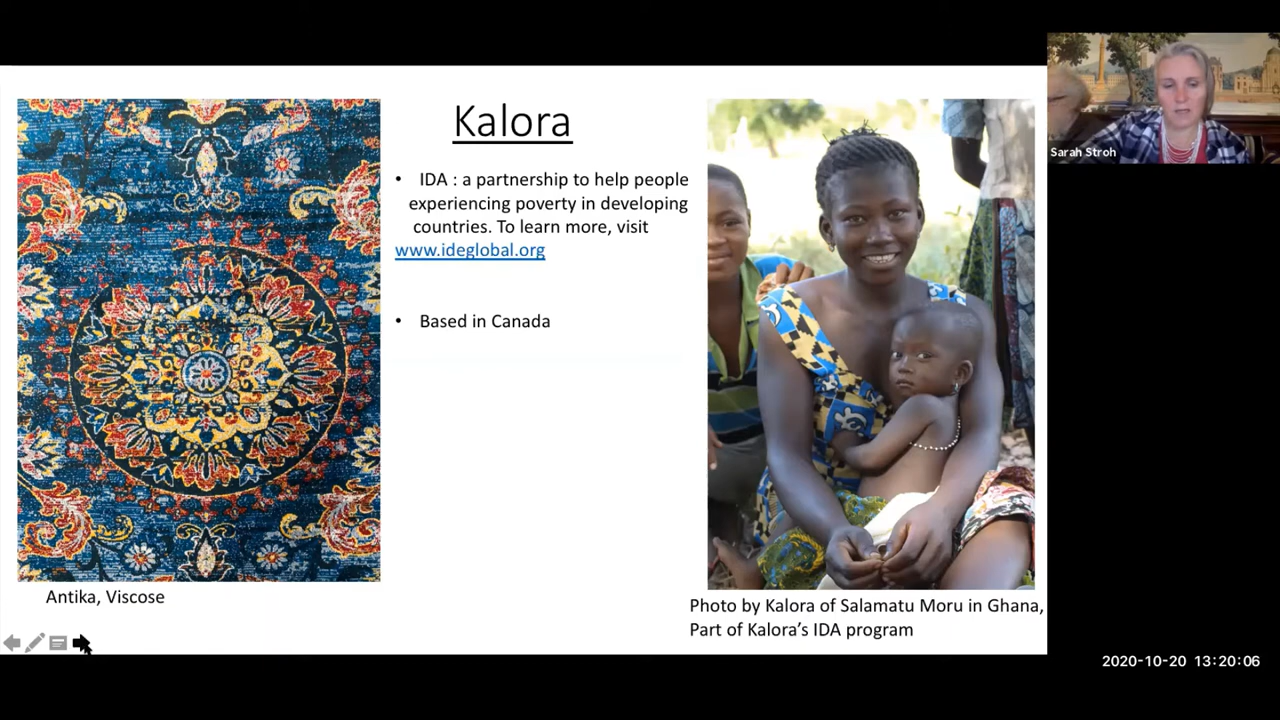 Kalora
• IDA : a partnership to help people
experiencing poverty in developing
countries. To learn more, visit
www.ideglobal.org
• Based in Canada
Antika, Viscose
Photo by Kalora of Salamatu Moru in Ghana,
Part of Kalora’s IDA program
Sarah Stroh
2020-10-20 13:20:06